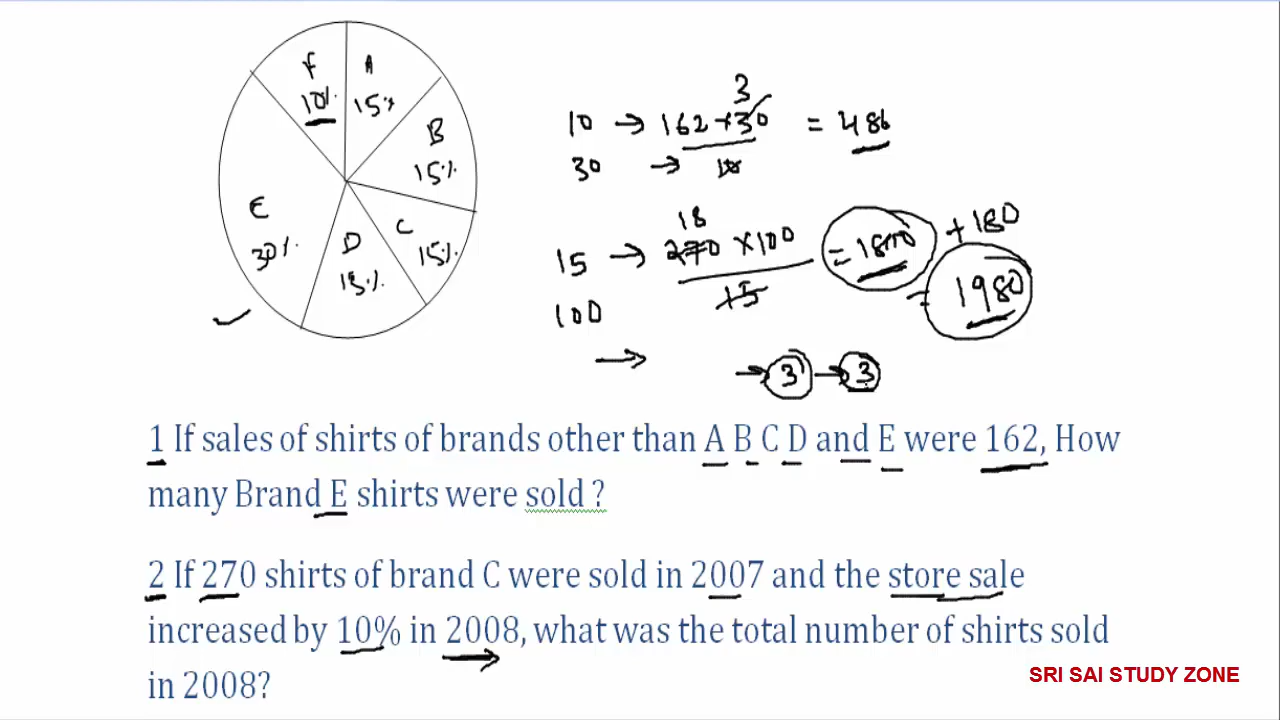 F
10%
A
15%
B
15%
C
15%
D
15%
E
30%
3
10 → 162 × 30 = 486
30 → 10
18
15 → 270 × 100 = 1800 + 180
100 15 = 1980
→ → 3 → 3
1 If sales of shirts of brands other than A B C D and E were 162, How
many Brand E shirts were sold ?
2 If 270 shirts of brand C were sold in 2007 and the store sale
increased by 10% in 2008, what was the total number of shirts sold
in 2008?
SRI SAI STUDY ZONE